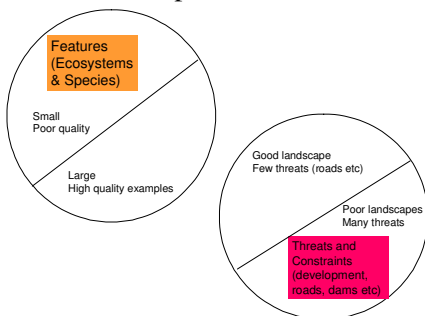 Features
(Ecosystems
& Species)
Small
Poor quality
Large
High quality examples
Good landscape
Few threats (roads etc)
Poor landscapes
Many threats
Threats and
Constraints
(development,
roads, dams etc)